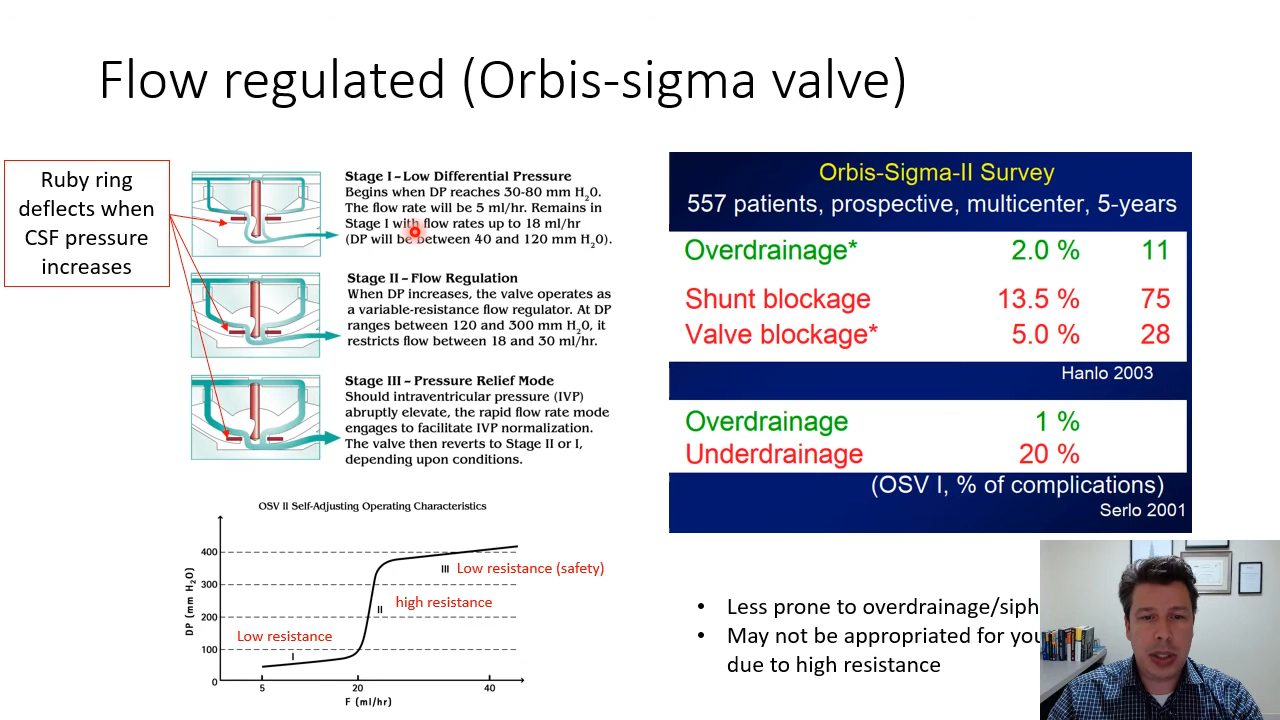 Flow regulated (Orbis-sigma valve)
Ruby ring
deflects when
CSF pressure
increases
Stage I – Low Differential Pressure
Begins when DP reaches 30-80 mm H2O.
The flow rate will be 5 ml/hr. Remains in
Stage I with flow rates up to 18 ml/hr
(DP will be between 40 and 120 mm H2O).
Stage II – Flow Regulation
When DP increases, the valve operates as
a variable-resistance flow regulator. At DP
ranges between 120 and 300 mm H2O, it
restricts flow between 18 and 30 ml/hr.
Stage III – Pressure Relief Mode
Should intraventricular pressure (IVP)
abruptly elevate, the rapid flow rate mode
engages to facilitate IVP normalization.
The valve then reverts to Stage II or I,
depending upon conditions.
OSV II Self-Adjusting Operating Characteristics
DP (mm H2O)
400
300
200
100
0
5
20
40
F (ml/hr)
III Low resistance (safety)
II high resistance
Low resistance
I
Orbis-Sigma-II Survey
557 patients, prospective, multicenter, 5-years
Overdrainage* 2.0 % 11
Shunt blockage 13.5 % 75
Valve blockage* 5.0 % 28
Hanlo 2003
Overdrainage 1 %
Underdrainage 20 %
(OSV I, % of complications)
Serlo 2001
• Less prone to overdrainage/siph
• May not be appropriated for you
due to high resistance